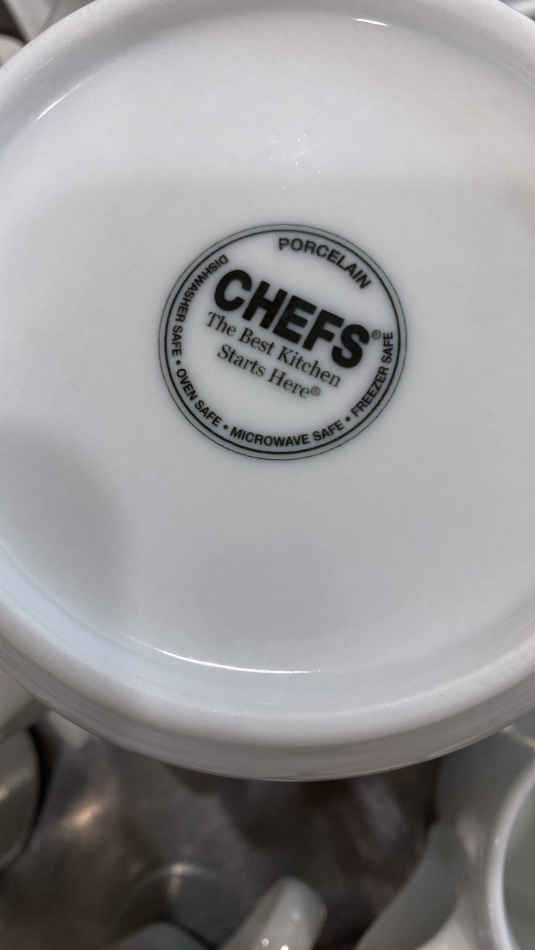 PORCELAIN
CHEFS®
The Best Kitchen
Starts Here®
DISHWASHER SAFE • OVEN SAFE • MICROWAVE SAFE • FREEZER SAFE